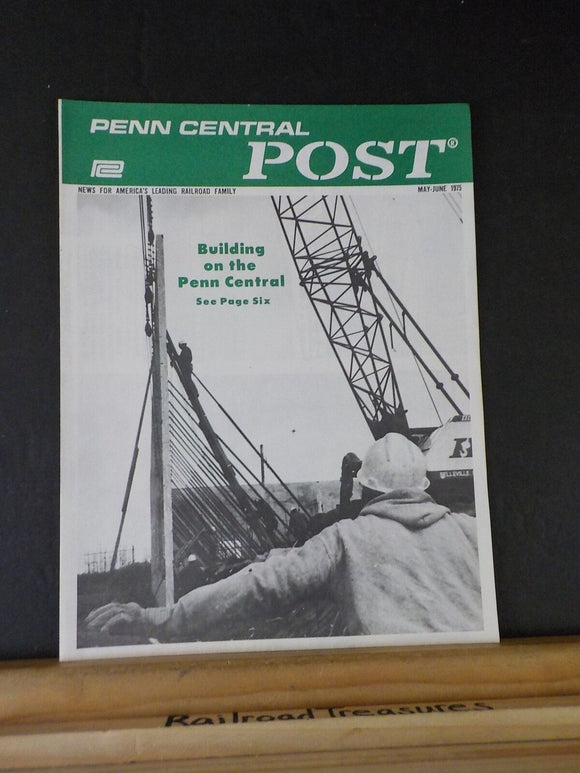 PENN CENTRAL
POST®
NEWS FOR AMERICA'S LEADING RAILROAD FAMILY
MAY-JUNE 1975
Building
on the
Penn Central
See Page Six
BELLEVILLE
Railroad Treasures